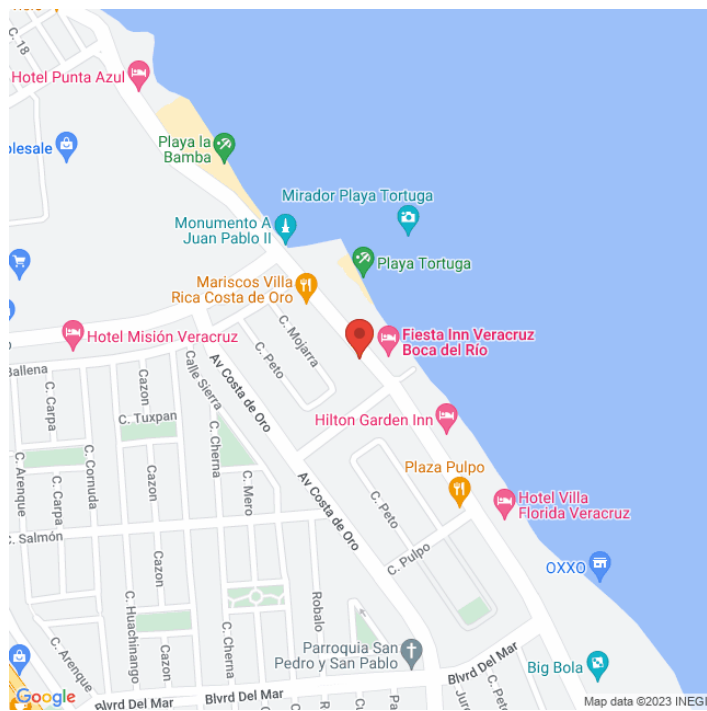 C. 18
Hotel Punta Azul
olesale
Playa la
Bamba
Mirador Playa Tortuga
Monumento A
Juan Pablo II
Playa Tortuga
Mariscos Villa
Rica Costa de Oro
Hotel Misión Veracruz
Fiesta Inn Veracruz
Boca del Río
C. Mojarra
C. Peto
Ballena
Calle Sierra
Av Costa de Oro
C. Carpa
Cazon
C. Tuxpan
C. Cherna
Hilton Garden Inn
C. Arenque
C. Cornuda
C. Mero
Plaza Pulpo
C. Carpa
Cazon
Av Costa de Oro
C. Peto
Hotel Villa
Florida Veracruz
C. Salmón
C. Pulpo
OXXO
Cazon
C. Huachinango
Robalo
C. Arenque
Cazon
C. Cherna
Parroquia San
Pedro y San Pablo
Blvrd Del Mar
Big Bola
Blvrd Del Mar
Blvrd Del Mar
C. Peto
Google
Map data ©2023 INEGI